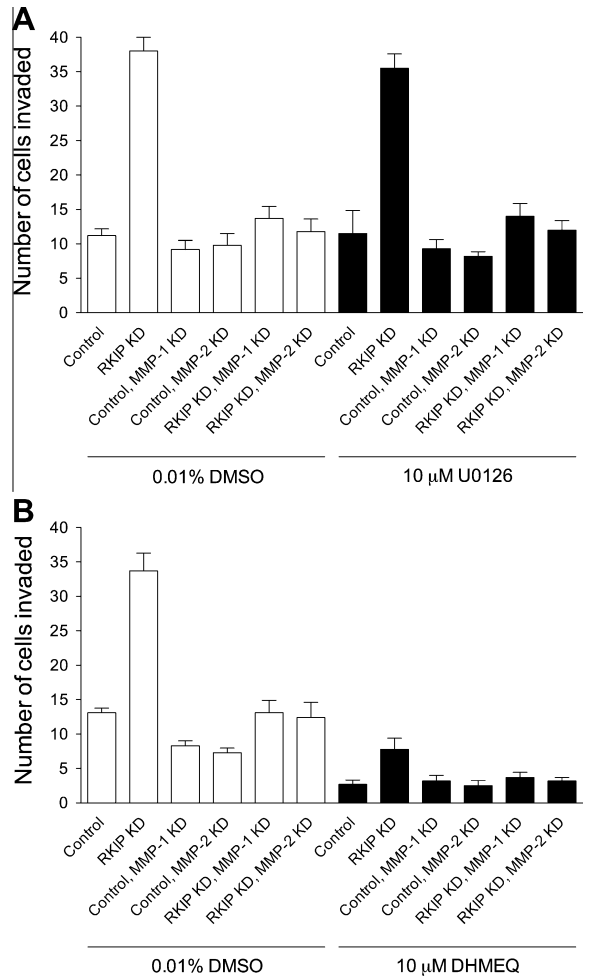 A
Number of cells invaded
40
35
30
25
20
15
10
5
0
Control
RKIP KD
Control, MMP-1 KD
Control, MMP-2 KD
RKIP KD, MMP-1 KD
RKIP KD, MMP-2 KD
Control
RKIP KD
Control, MMP-1 KD
Control, MMP-2 KD
RKIP KD, MMP-1 KD
RKIP KD, MMP-2 KD
0.01% DMSO
10 μM U0126
B
Number of cells invaded
40
35
30
25
20
15
10
5
0
Control
RKIP KD
Control, MMP-1 KD
Control, MMP-2 KD
RKIP KD, MMP-1 KD
RKIP KD, MMP-2 KD
Control
RKIP KD
Control, MMP-1 KD
Control, MMP-2 KD
RKIP KD, MMP-1 KD
RKIP KD, MMP-2 KD
0.01% DMSO
10 μM DHMEQ